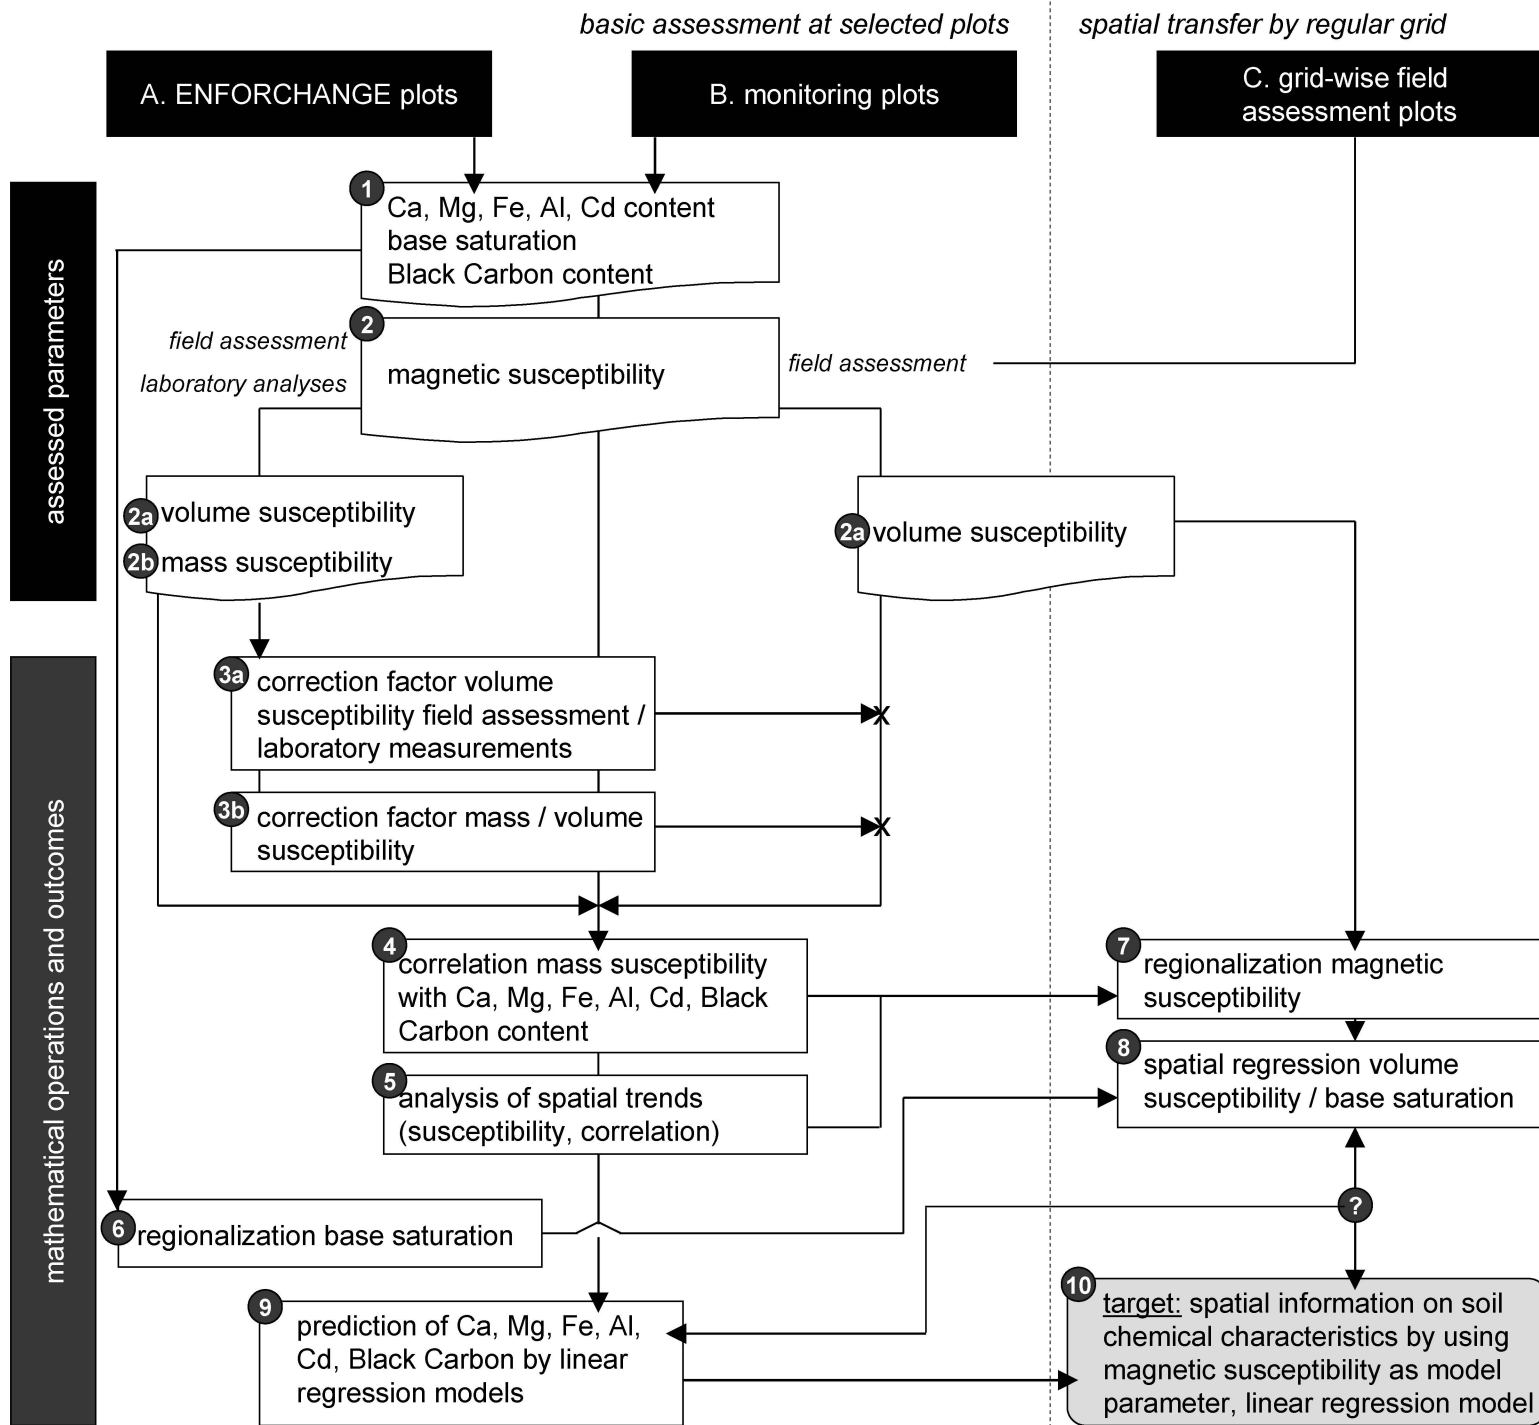 basic assessment at selected plots
spatial transfer by regular grid
A. ENFORCHANGE plots
B. monitoring plots
C. grid-wise field
assessment plots
assessed parameters
1
Ca, Mg, Fe, Al, Cd content
base saturation
Black Carbon content
2
field assessment
laboratory analyses
magnetic susceptibility
field assessment
2a
volume susceptibility
2b
mass susceptibility
2a
volume susceptibility
mathematical operations and outcomes
3a
correction factor volume
susceptibility field assessment /
laboratory measurements
x
3b
correction factor mass / volume
susceptibility
x
4
correlation mass susceptibility
with Ca, Mg, Fe, Al, Cd, Black
Carbon content
7
regionalization magnetic
susceptibility
5
analysis of spatial trends
(susceptibility, correlation)
8
spatial regression volume
susceptibility / base saturation
6
regionalization base saturation
?
9
prediction of Ca, Mg, Fe, Al,
Cd, Black Carbon by linear
regression models
10
target: spatial information on soil
chemical characteristics by using
magnetic susceptibility as model
parameter, linear regression model